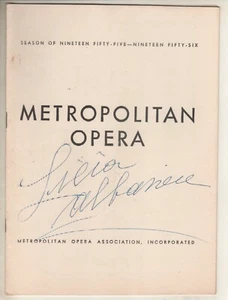 SEASON OF NINETEEN FIFTY-FIVE—NINETEEN FIFTY-SIX
METROPOLITAN
OPERA
Licia
Albanese
METROPOLITAN OPERA ASSOCIATION, INCORPORATED